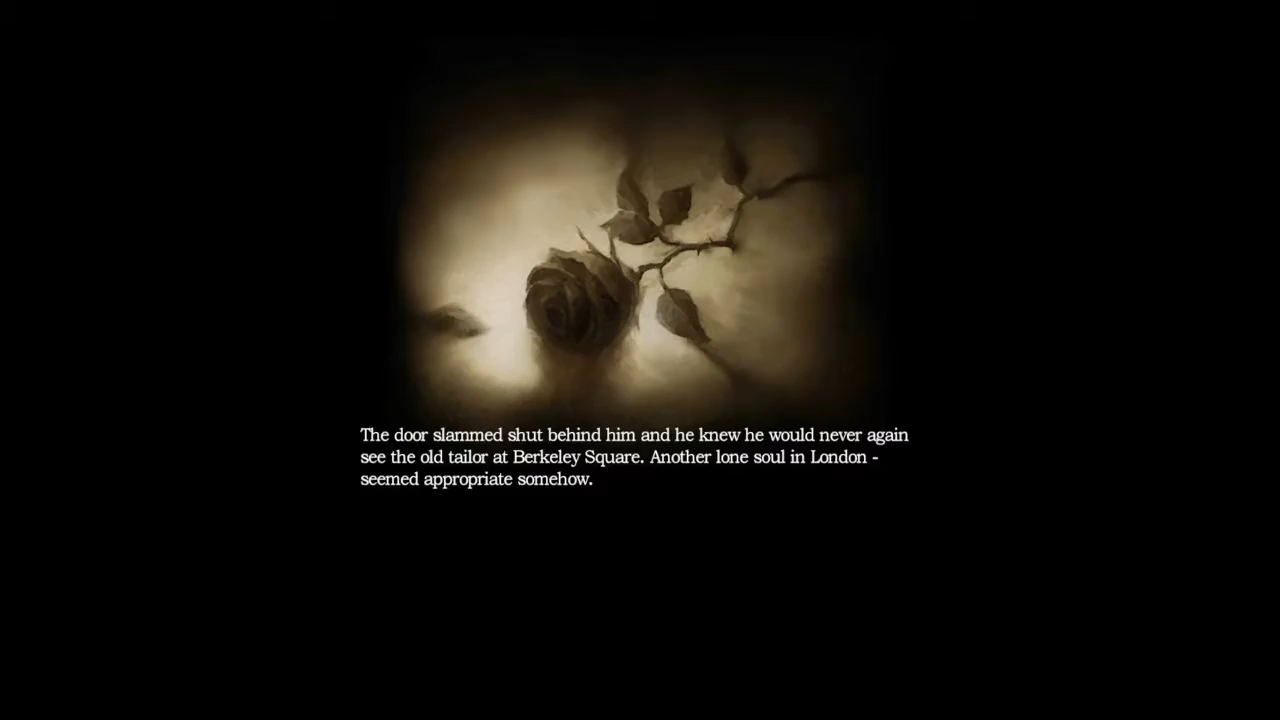 The door slammed shut behind him and he knew he would never again
see the old tailor at Berkeley Square. Another lone soul in London -
seemed appropriate somehow.